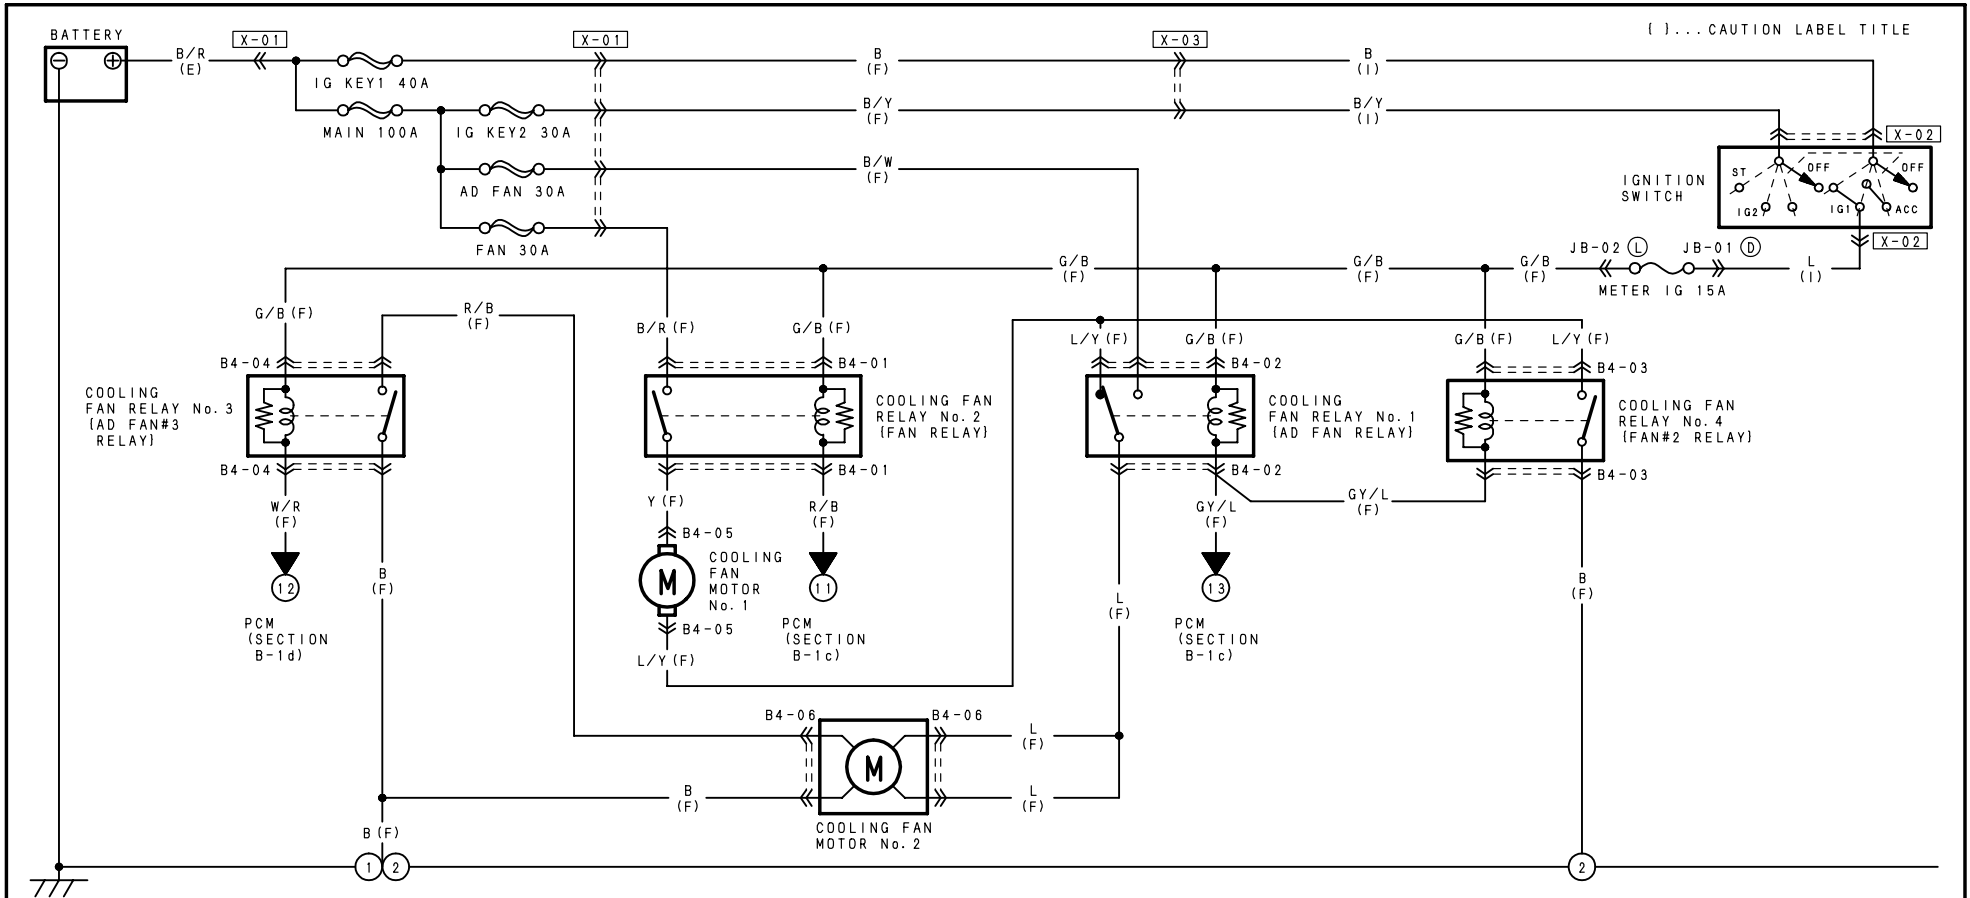 { }...CAUTION LABEL TITLE
BATTERY
B/R
(E)
X-01
IG KEY1 40A
X-01
B
(F)
X-03
B
(I)
MAIN 100A
IG KEY2 30A
B/Y
(F)
B/Y
(I)
X-02
AD FAN 30A
B/W
(F)
IGNITION
SWITCH
ST
OFF
OFF
IG2
IG1
ACC
FAN 30A
X-02
JB-02 L
JB-01 D
METER IG 15A
G/B
(F)
G/B
(F)
G/B
(F)
L
(I)
G/B (F)
R/B
(F)
B/R (F)
G/B (F)
L/Y (F)
G/B (F)
G/B (F)
L/Y (F)
B4-04
B4-01
B4-02
B4-03
COOLING
FAN RELAY No. 3
{AD FAN#3
RELAY}
COOLING FAN
RELAY No. 2
{FAN RELAY}
COOLING
FAN RELAY No. 1
{AD FAN RELAY}
COOLING FAN
RELAY No. 4
{FAN#2 RELAY}
B4-04
B4-01
B4-02
B4-03
W/R
(F)
Y (F)
R/B
(F)
GY/L
(F)
GY/L
(F)
B4-05
M
COOLING
FAN
MOTOR
No. 1
B4-05
L/Y (F)
12
PCM
(SECTION
B-1d)
B
(F)
11
PCM
(SECTION
B-1c)
L
(F)
13
PCM
(SECTION
B-1c)
B
(F)
B4-06
B4-06
L
(F)
M
B
(F)
L
(F)
COOLING FAN
MOTOR No. 2
B (F)
1
2
2